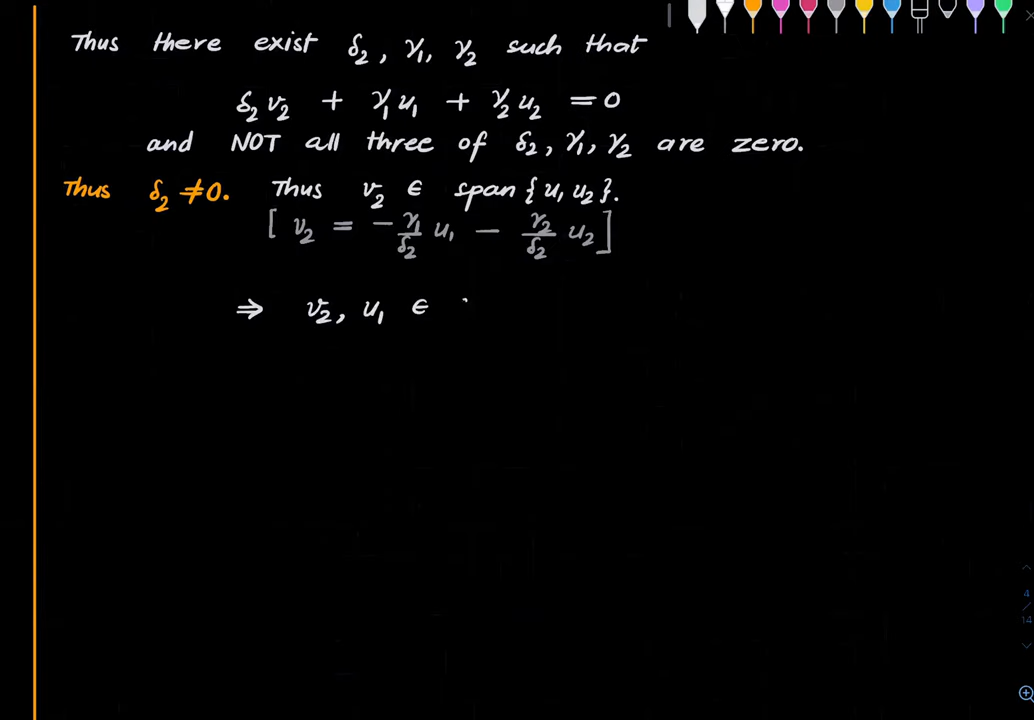 Thus there exist δ₂, γ₁, γ₂ such that
δ₂v₂ + γ₁u₁ + γ₂u₂ = 0
and NOT all three of δ₂, γ₁, γ₂ are zero.
Thus δ₂ ≠ 0. Thus v₂ ∈ span{u₁ u₂}.
[ v₂ = -γ₁/δ₂ u₁ - γ₂/δ₂ u₂ ]
⇒ v₂, u₁ ∈
4
/
14